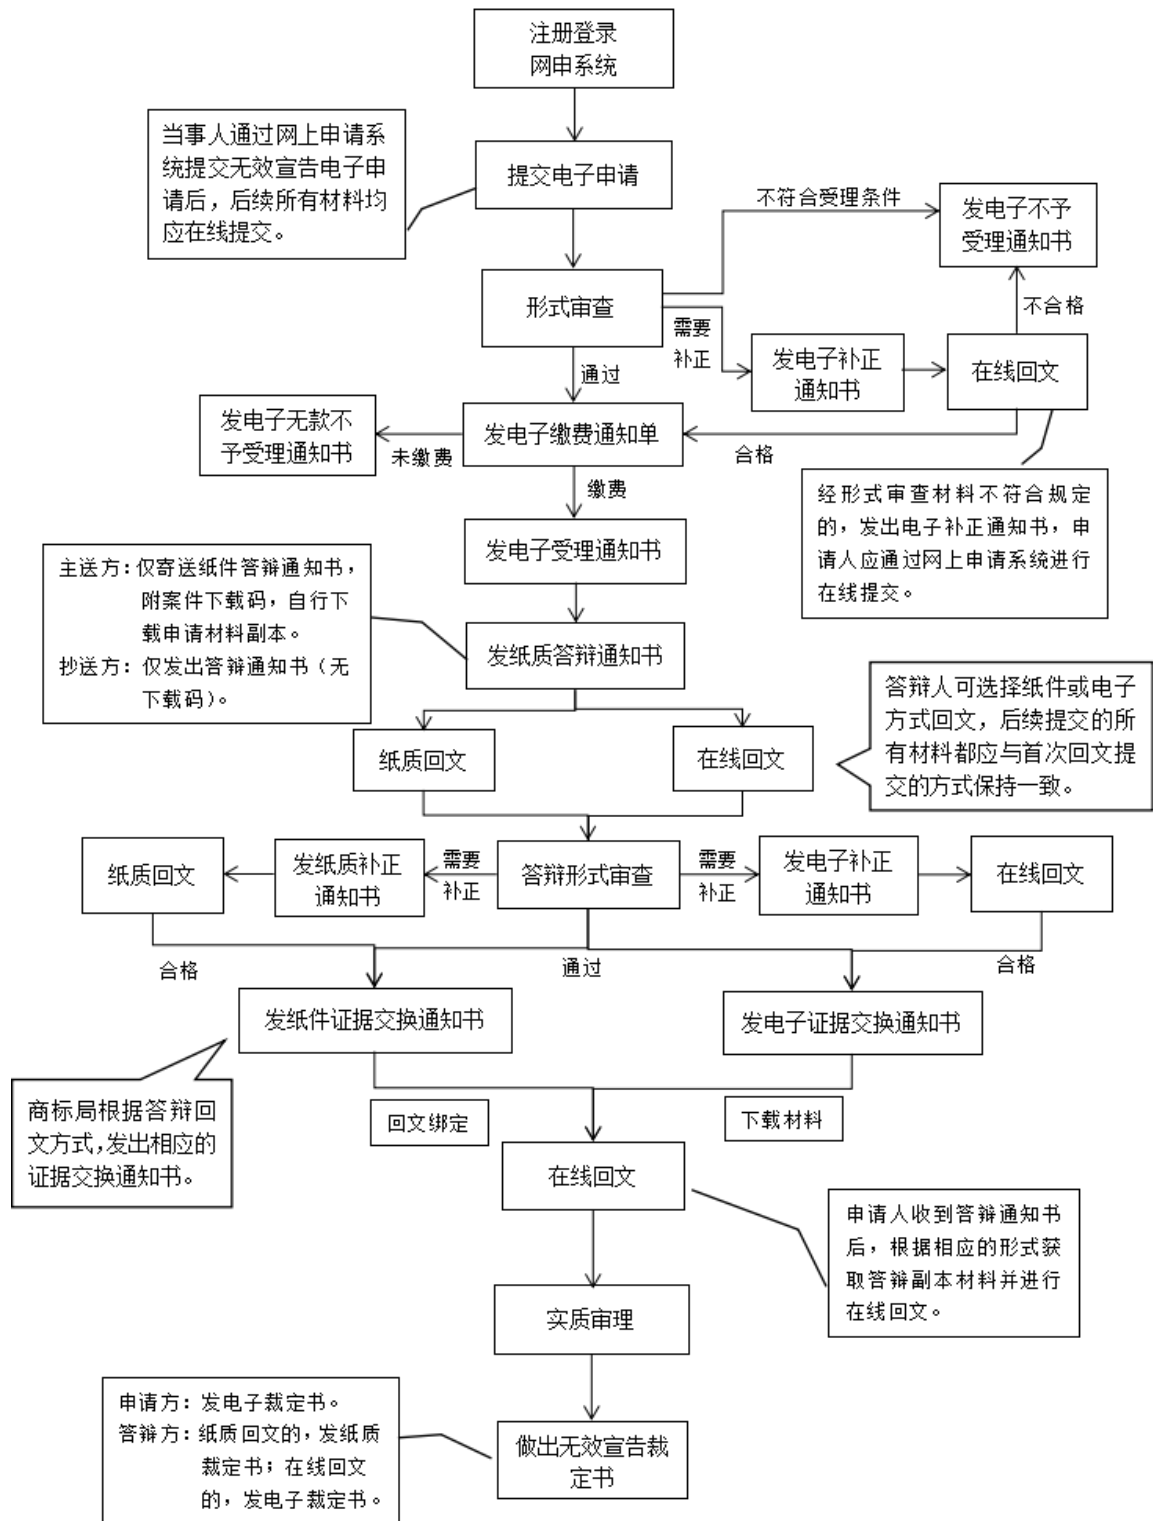 注册登录
网申系统
当事人通过网上申请系
统提交无效宣告电子申
请后，后续所有材料均
应在线提交。
提交电子申请
不符合受理条件
发电子不予
受理通知书
形式审查
需要
补正
不合格
发电子补正
通知书
在线回文
通过
发电子无款不
予受理通知书
未缴费
发电子缴费通知单
合格
缴费
经形式审查材料不符合规定
的，发出电子补正通知书，申
请人应通过网上申请系统进行
在线提交。
发电子受理通知书
主送方：仅寄送纸件答辩通知书，
附案件下载码，自行下
载申请材料副本。
抄送方：仅发出答辩通知书（无
下载码）。
发纸质答辩通知书
答辩人可选择纸件或电子
方式回文，后续提交的所
有材料都应与首次回文提
交的方式保持一致。
纸质回文
在线回文
纸质回文
发纸质补正
通知书
需要
补正
答辩形式审查
需要
补正
发电子补正
通知书
在线回文
合格
通过
合格
发纸件证据交换通知书
发电子证据交换通知书
商标局根据答辩回
文方式，发出相应的
证据交换通知书。
回文绑定
下载材料
在线回文
申请人收到答辩通知书
后，根据相应的形式获
取答辩副本材料并进行
在线回文。
实质审理
申请方：发电子裁定书。
答辩方：纸质回文的，发纸质
裁定书；在线回文
的，发电子裁定书。
做出无效宣告裁
定书